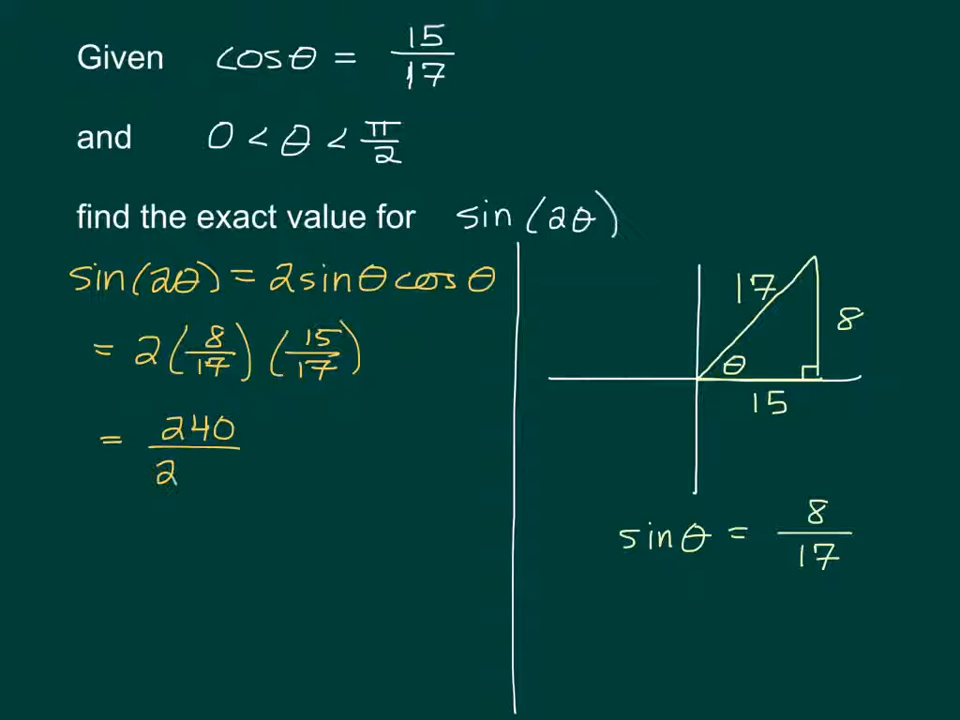 Given cosθ = 15/17
and 0 < θ < π/2
find the exact value for sin(2θ)
sin(2θ) = 2sinθcosθ
= 2(8/17)(15/17)
= 240/2
17
8
θ
15
sinθ = 8/17